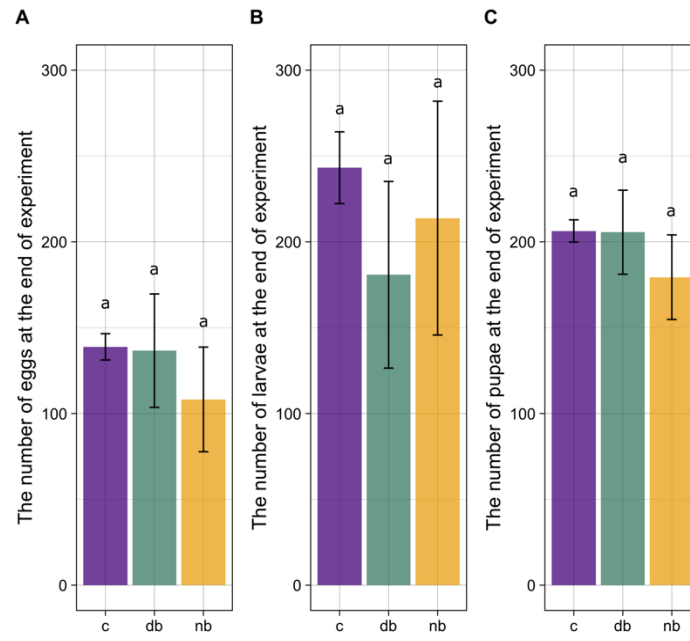 A
The number of eggs at the end of experiment
300
200
100
0
a
a
a
c
db
nb
B
The number of larvae at the end of experiment
300
200
100
0
a
a
a
c
db
nb
C
The number of pupae at the end of experiment
300
200
100
0
a
a
a
c
db
nb